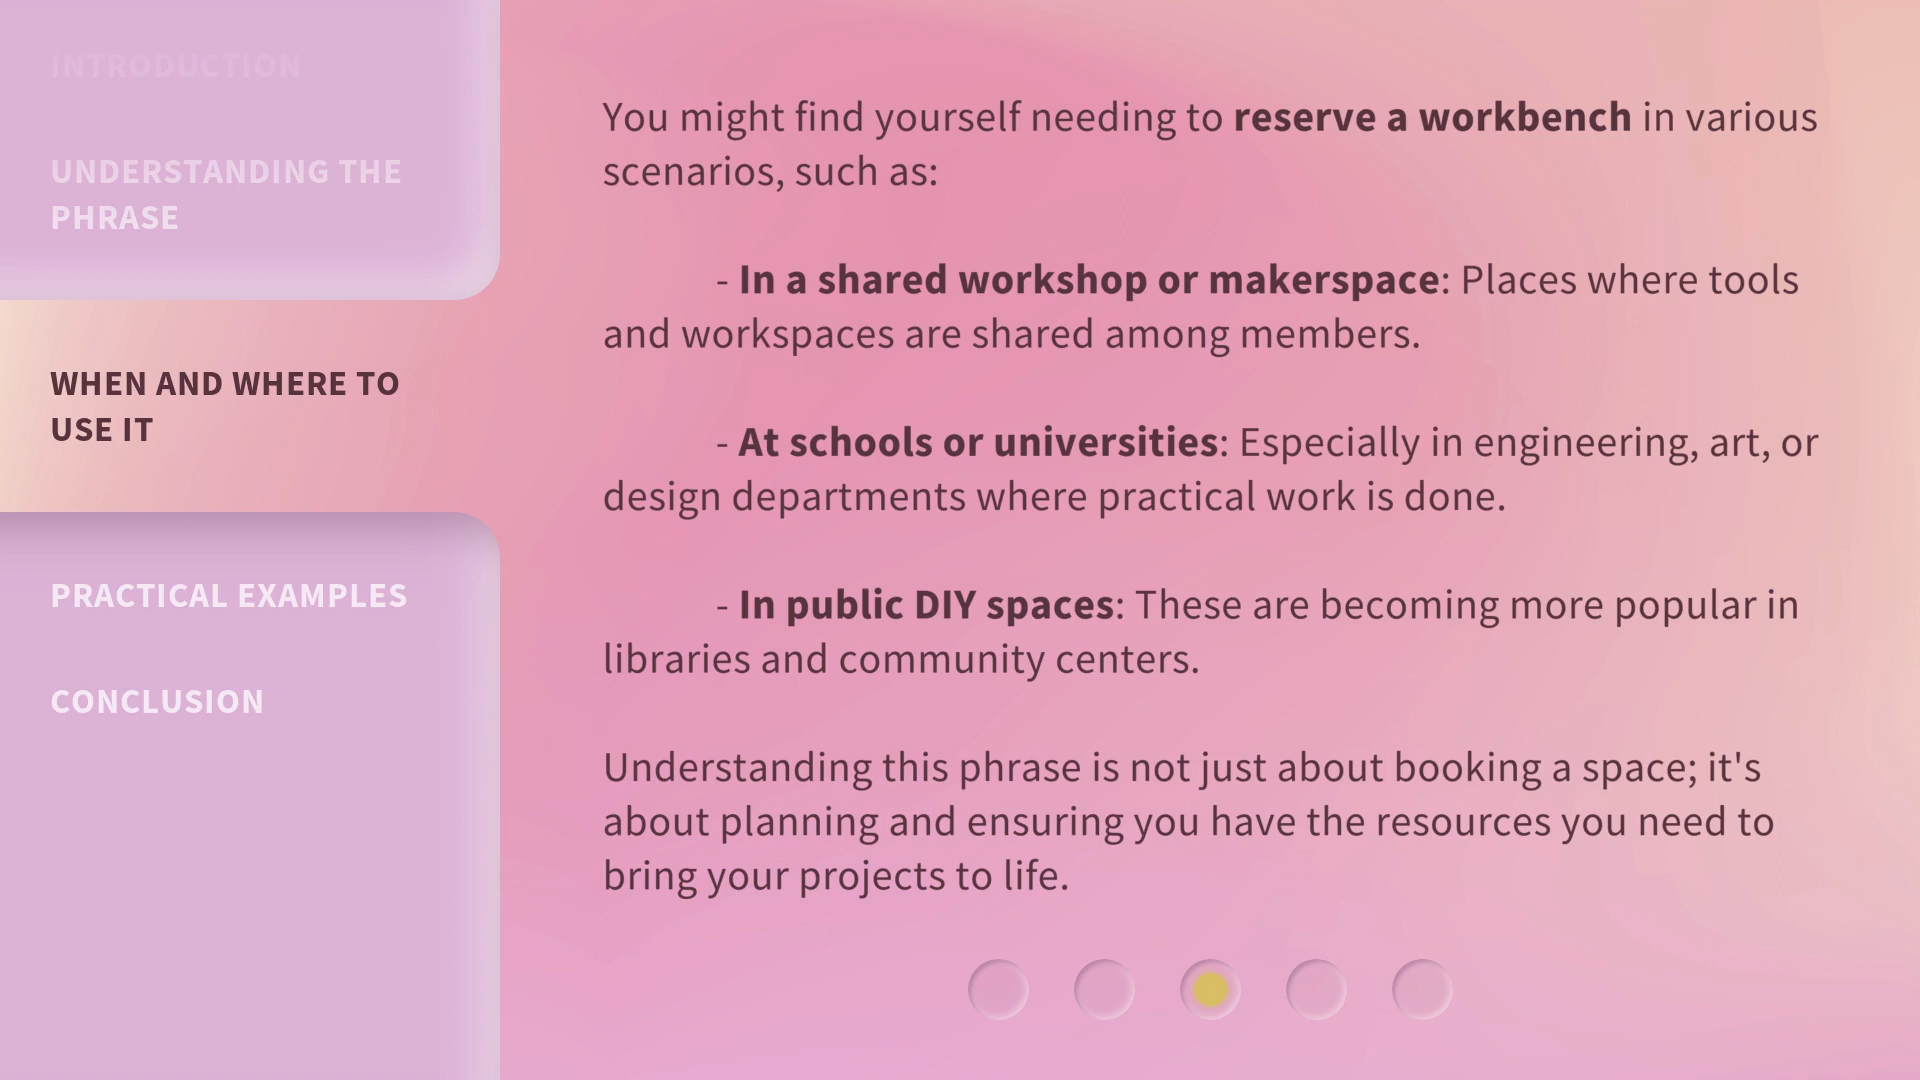 INTRODUCTION
UNDERSTANDING THE
PHRASE
WHEN AND WHERE TO
USE IT
PRACTICAL EXAMPLES
CONCLUSION
You might find yourself needing to reserve a workbench in various
scenarios, such as:
- In a shared workshop or makerspace: Places where tools
and workspaces are shared among members.
- At schools or universities: Especially in engineering, art, or
design departments where practical work is done.
- In public DIY spaces: These are becoming more popular in
libraries and community centers.
Understanding this phrase is not just about booking a space; it's
about planning and ensuring you have the resources you need to
bring your projects to life.